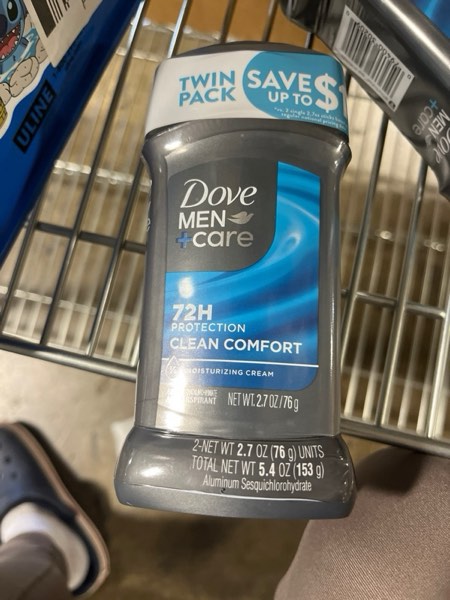 TWIN PACK
SAVE UP TO $
Dove
MEN
+care
72H
PROTECTION
CLEAN COMFORT
MOISTURIZING CREAM
NET WT. 2.7 OZ/76 g
2-NET WT 2.7 OZ (76 g) UNITS
TOTAL NET WT 5.4 OZ (153 g)
Aluminum Sesquichlorohydrate
ULINE
MEN
+care